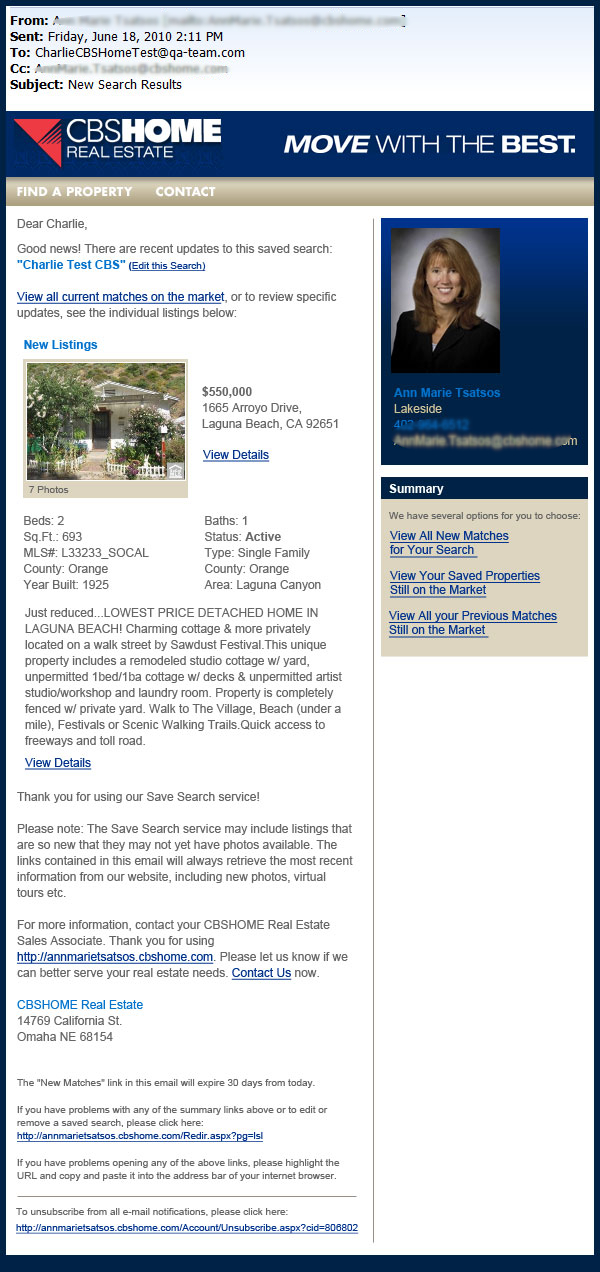 From:
Sent: Friday, June 18, 2010 2:11 PM
To: CharlieCBSHomeTest@qa-team.com
Cc: AnnMarie.Tsatsos@cbshome.com
Subject: New Search Results
CBSHOME
REAL ESTATE
MOVE WITH THE BEST.
FIND A PROPERTY CONTACT
Dear Charlie,
Good news! There are recent updates to this saved search:
"Charlie Test CBS" (Edit this Search)
View all current matches on the market, or to review specific
updates, see the individual listings below:
New Listings
$550,000
1665 Arroyo Drive,
Laguna Beach, CA 92651
View Details
7 Photos
Beds: 2 Baths: 1
Sq.Ft.: 693 Status: Active
MLS#: L33233_SOCAL Type: Single Family
County: Orange County: Orange
Year Built: 1925 Area: Laguna Canyon
Just reduced...LOWEST PRICE DETACHED HOME IN
LAGUNA BEACH! Charming cottage & more privately
located on a walk street by Sawdust Festival.This unique
property includes a remodeled studio cottage w/ yard,
unpermitted 1bed/1ba cottage w/ decks & unpermitted artist
studio/workshop and laundry room. Property is completely
fenced w/ private yard. Walk to The Village, Beach (under a
mile), Festivals or Scenic Walking Trails.Quick access to
freeways and toll road.
View Details
Thank you for using our Save Search service!
Please note: The Save Search service may include listings that
are so new that they may not yet have photos available. The
links contained in this email will always retrieve the most recent
information from our website, including new photos, virtual
tours etc.
For more information, contact your CBSHOME Real Estate
Sales Associate. Thank you for using
http://annmarietsatsos.cbshome.com. Please let us know if we
can better serve your real estate needs. Contact Us now.
CBSHOME Real Estate
14769 California St.
Omaha NE 68154
The "New Matches" link in this email will expire 30 days from today.
If you have problems with any of the summary links above or to edit or
remove a saved search, please click here:
http://annmarietsatsos.cbshome.com/Redir.aspx?pg=lsl
If you have problems opening any of the above links, please highlight the
URL and copy and paste it into the address bar of your internet browser.
To unsubscribe from all e-mail notifications, please click here:
http://annmarietsatsos.cbshome.com/Account/Unsubscribe.aspx?cid=806802
Ann Marie Tsatsos
Lakeside
AnnMarie.Tsatsos@cbshome.com
Summary
We have several options for you to choose:
View All New Matches
for Your Search
View Your Saved Properties
Still on the Market
View All your Previous Matches
Still on the Market